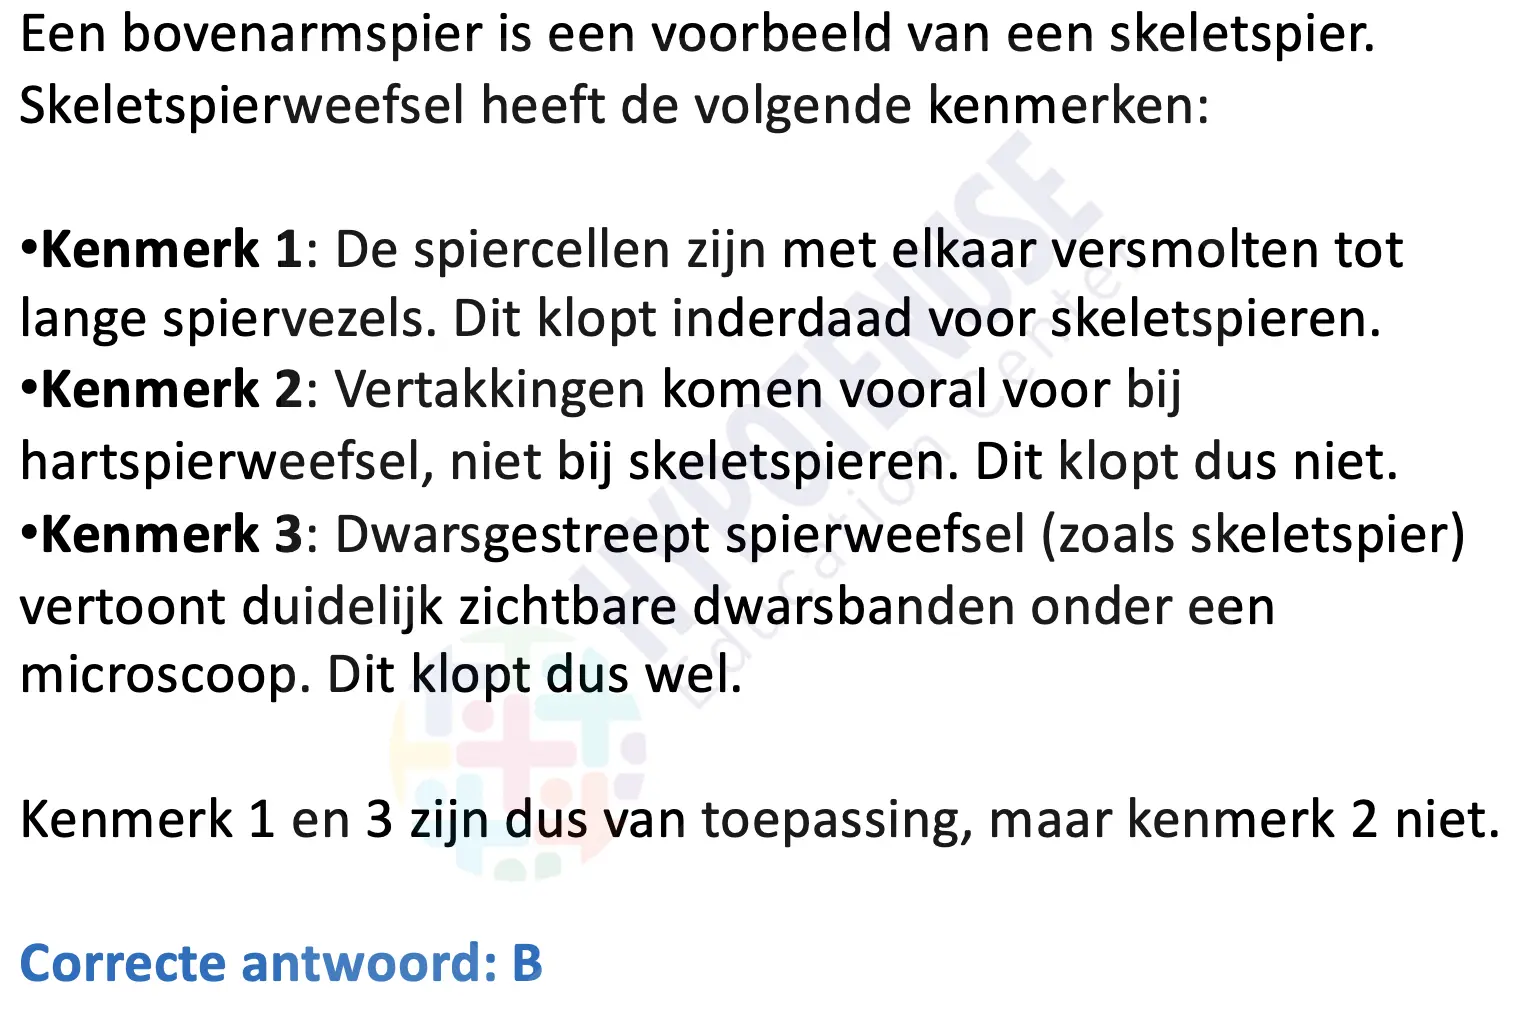 Een bovenarmspier is een voorbeeld van een skeletspier.
Skeletspierweefsel heeft de volgende kenmerken:
•Kenmerk 1: De spiercellen zijn met elkaar versmolten tot
lange spiervezels. Dit klopt inderdaad voor skeletspieren.
•Kenmerk 2: Vertakkingen komen vooral voor bij
hartspierweefsel, niet bij skeletspieren. Dit klopt dus niet.
•Kenmerk 3: Dwarsgestreept spierweefsel (zoals skeletspier)
vertoont duidelijk zichtbare dwarsbanden onder een
microscoop. Dit klopt dus wel.
Kenmerk 1 en 3 zijn dus van toepassing, maar kenmerk 2 niet.
Correcte antwoord: B
HYPOTENUSE
Education Center